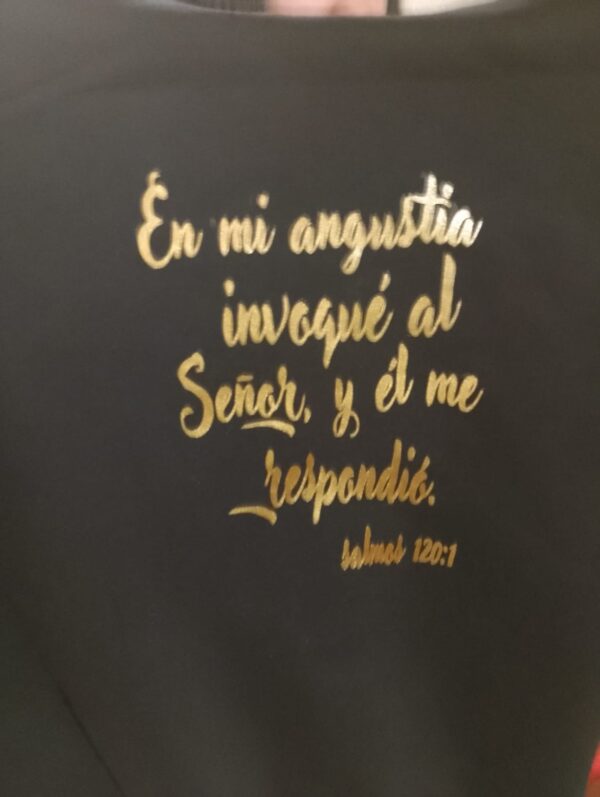 En mi angustia
invoqué al
Señor, y él me
respondió.
salmos 120:1